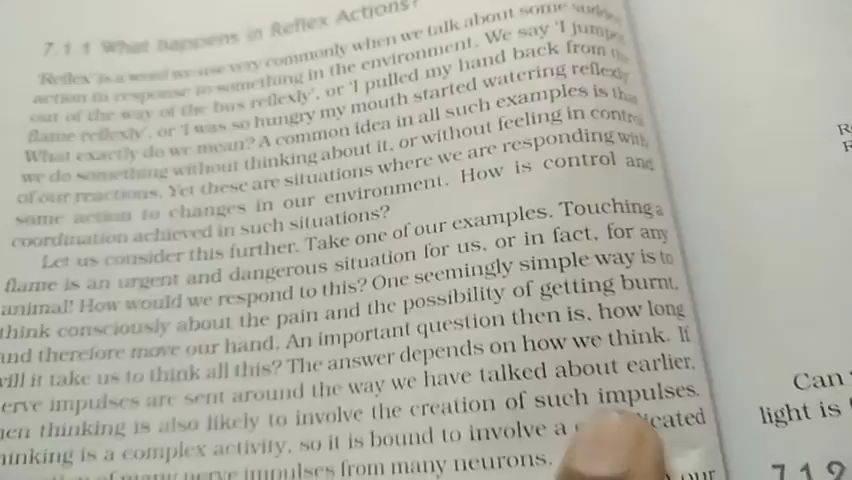 7.1.1 What happens in Reflex Actions?
'Reflex' is a word we use very commonly when we talk about some sudden
action in response to something in the environment. We say 'I jumped
out of the way of the bus reflexly', or 'I pulled my hand back from the
flame reflexly', or 'I was so hungry my mouth started watering reflexly'.
What exactly do we mean? A common idea in all such examples is that
we do something without thinking about it, or without feeling in control
of our reactions. Yet these are situations where we are responding with
some action to changes in our environment. How is control and
coordination achieved in such situations?
Let us consider this further. Take one of our examples. Touching a
flame is an urgent and dangerous situation for us, or in fact, for any
animal! How would we respond to this? One seemingly simple way is to
think consciously about the pain and the possibility of getting burnt,
and therefore move our hand. An important question then is, how long
will it take us to think all this? The answer depends on how we think. If
erve impulses are sent around the way we have talked about earlier,
en thinking is also likely to involve the creation of such impulses.
inking is a complex activity, so it is bound to involve a icated
of many nerve impulses from many neurons.
our
Can
light is
7.1.2